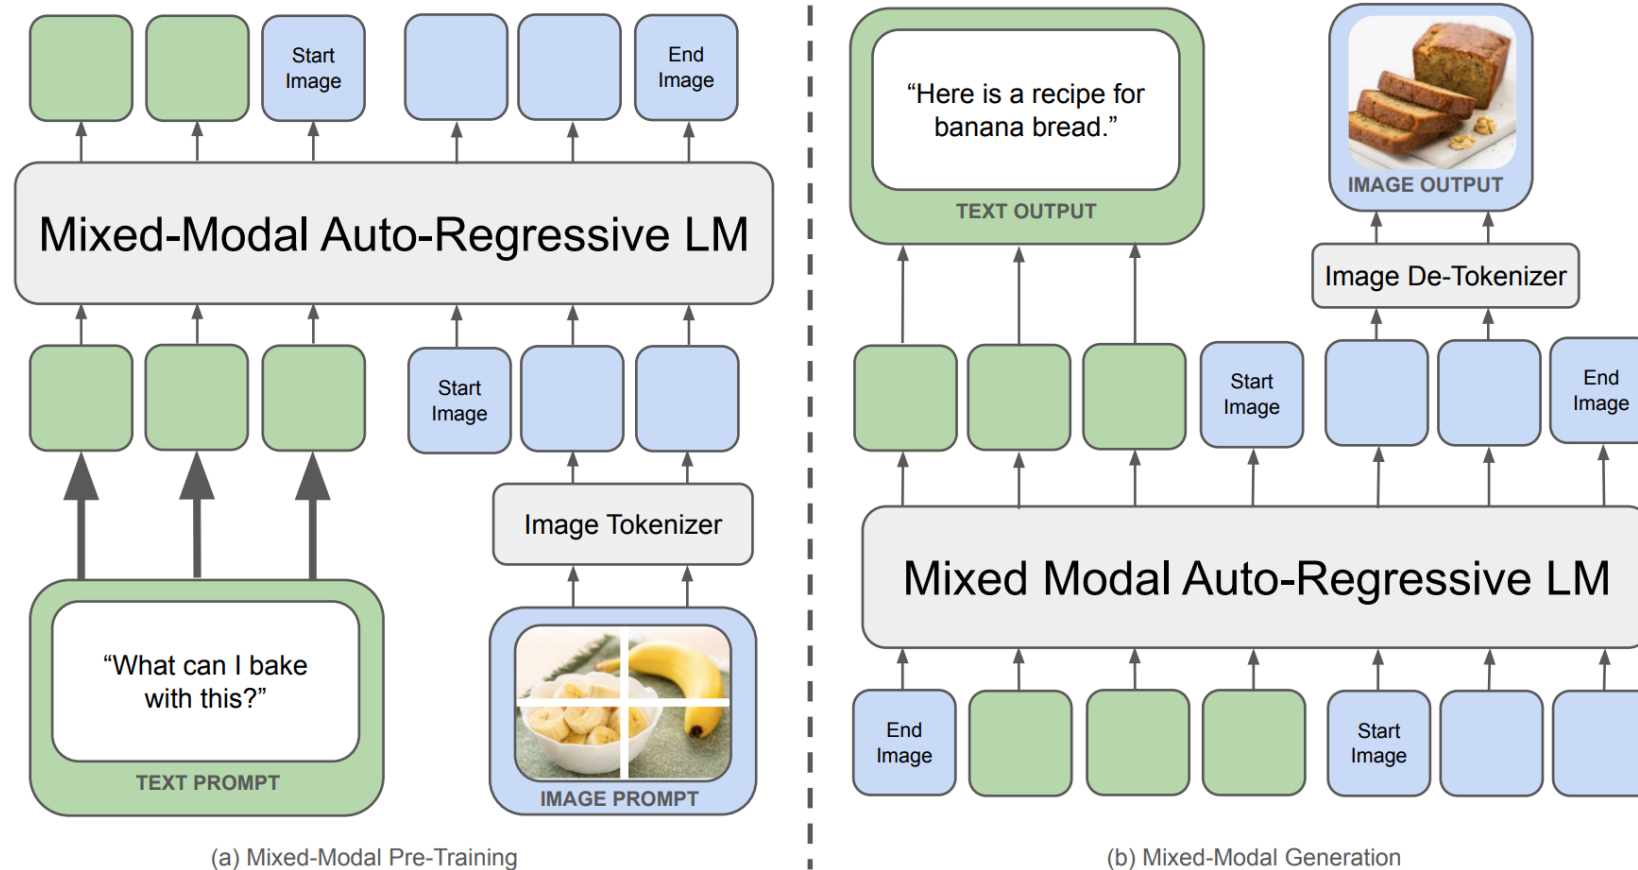 Start
Image
End
Image
Mixed-Modal Auto-Regressive LM
Start
Image
Image Tokenizer
“What can I bake
with this?”
TEXT PROMPT
IMAGE PROMPT
(a) Mixed-Modal Pre-Training
“Here is a recipe for
banana bread.”
TEXT OUTPUT
IMAGE OUTPUT
Image De-Tokenizer
Start
Image
End
Image
Mixed Modal Auto-Regressive LM
End
Image
Start
Image
(b) Mixed-Modal Generation